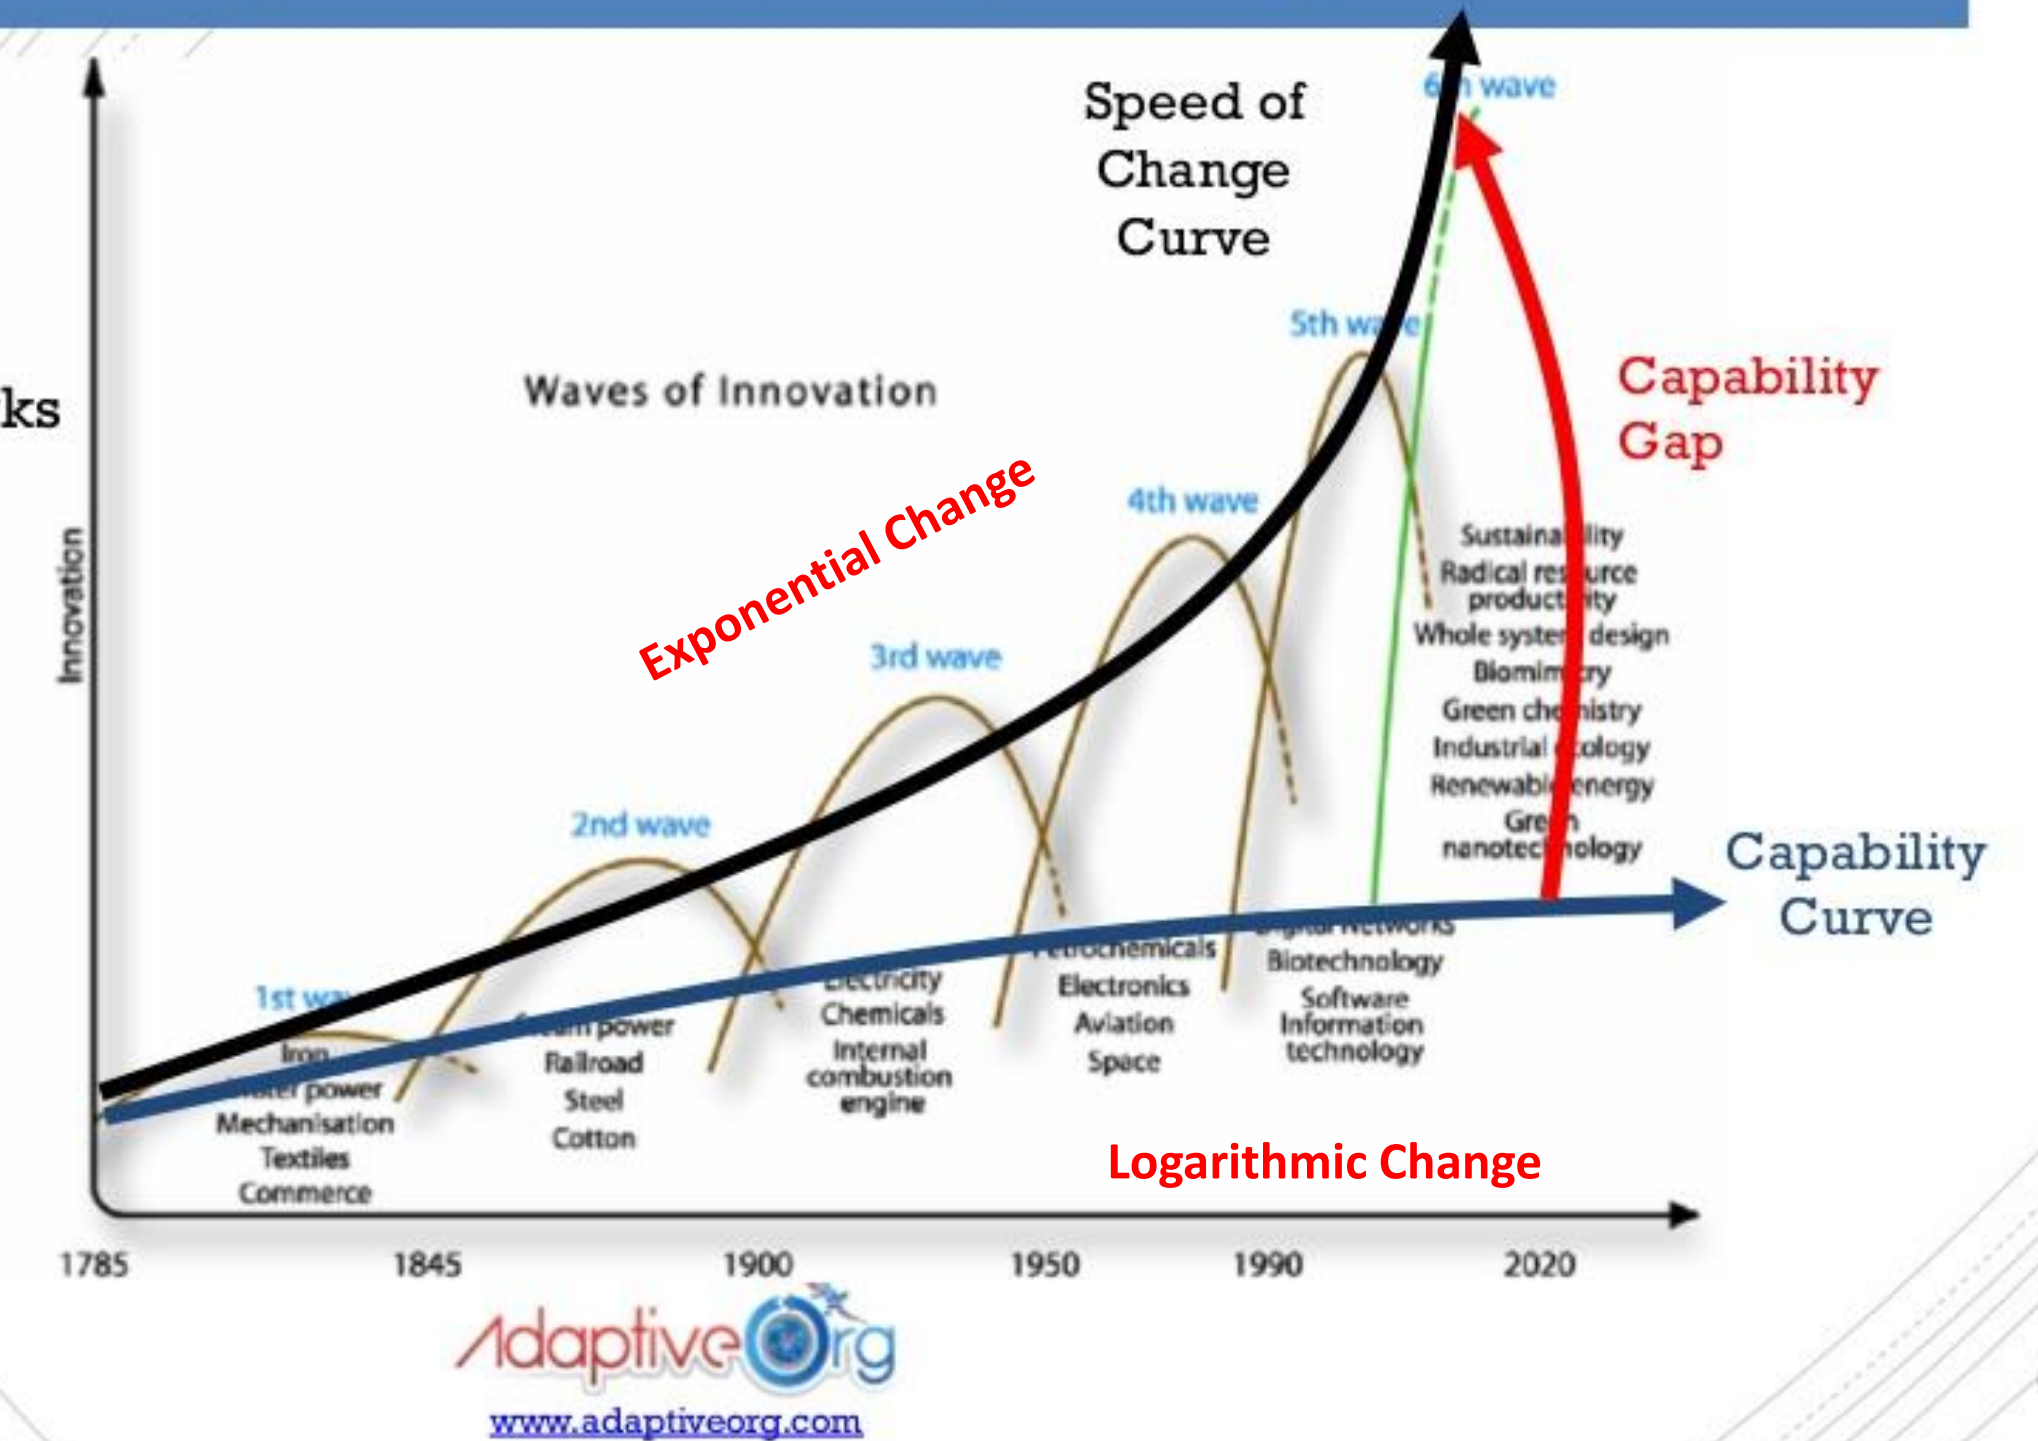 Speed of
Change
Curve
6th wave
5th wave
ks
Waves of Innovation
Capability
Gap
Exponential Change
4th wave
Innovation
3rd wave
Sustainability
Radical resource
productivity
Whole system design
Biomimicry
Green chemistry
Industrial ecology
Renewable energy
Green
nanotechnology
2nd wave
Capability
Curve
1st wave
Iron
Water power
Mechanisation
Textiles
Commerce
Steam power
Railroad
Steel
Cotton
Electricity
Chemicals
Internal
combustion
engine
Petrochemicals
Electronics
Aviation
Space
Digital Networks
Biotechnology
Software
Information
technology
Logarithmic Change
1785 1845 1900 1950 1990 2020
AdaptiveOrg
www.adaptiveorg.com